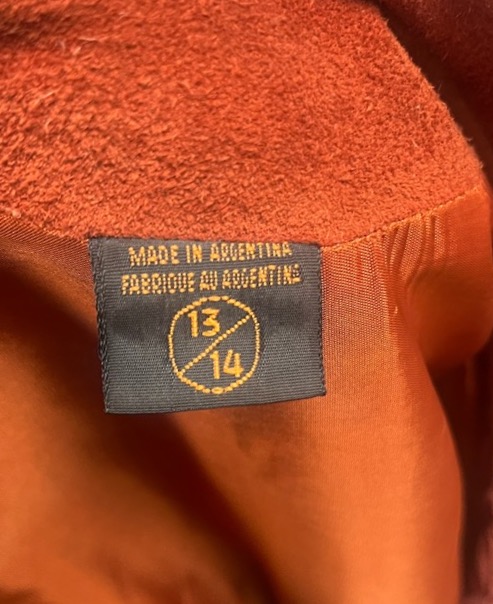 MADE IN ARGENTINA
FABRIQUE AU ARGENTINA
13
14